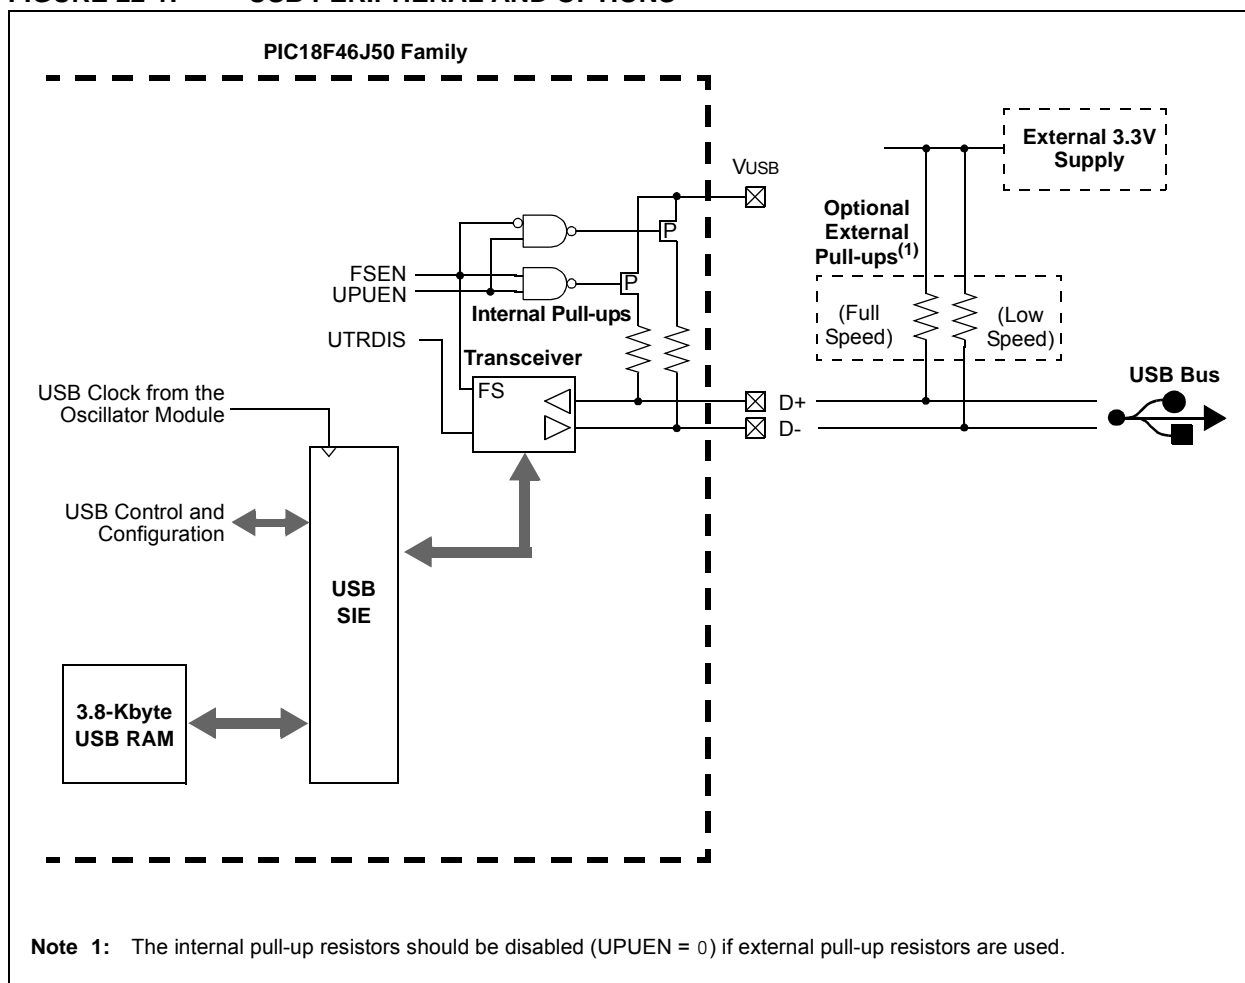 PIC18F46J50 Family
External 3.3V
Supply
VUSB
Optional
External
Pull-ups(1)
FSEN
UPUEN
P
P
Internal Pull-ups
(Full
Speed)
(Low
Speed)
UTRDIS
Transceiver
FS
USB Clock from the
Oscillator Module
D+
D-
USB Bus
USB Control and
Configuration
USB
SIE
3.8-Kbyte
USB RAM
Note 1: The internal pull-up resistors should be disabled (UPUEN = 0) if external pull-up resistors are used.